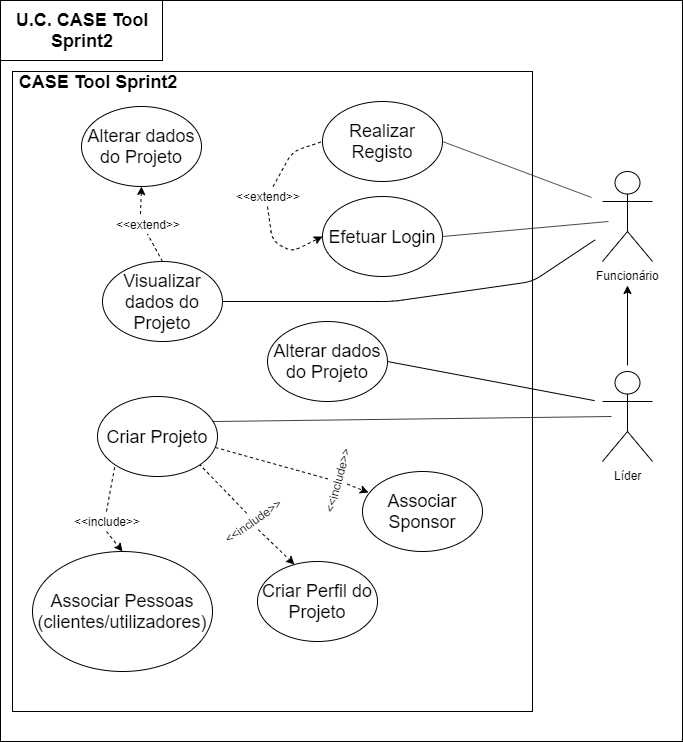 U.C. CASE Tool
Sprint2
CASE Tool Sprint2
Alterar dados
do Projeto
Realizar
Registo
<<extend>>
<<extend>>
Efetuar Login
Visualizar
dados do
Projeto
Funcionário
Alterar dados
do Projeto
Criar Projeto
Líder
<<include>>
Associar
Sponsor
<<include>>
<<include>>
Associar Pessoas
(clientes/utilizadores)
Criar Perfil do
Projeto